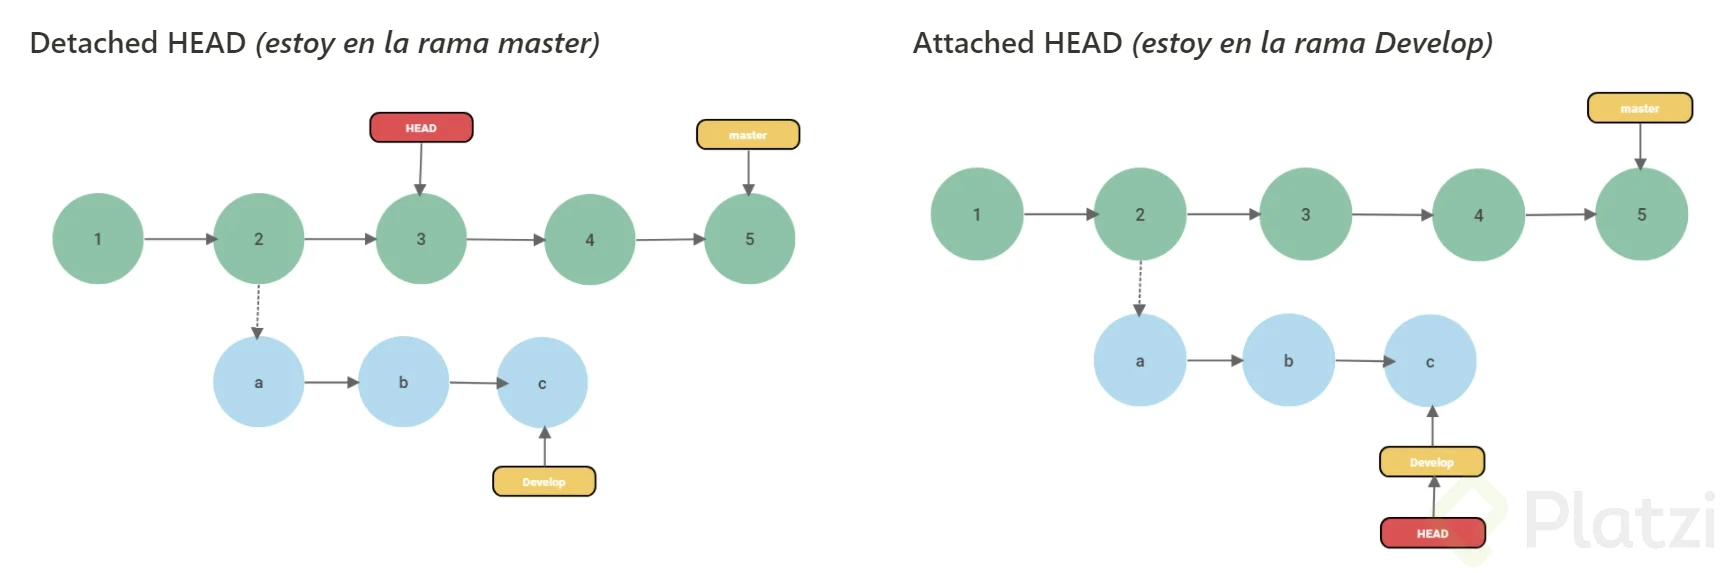 Detached HEAD (estoy en la rama master)
HEAD
master
1
2
3
4
5
a
b
c
Develop
Attached HEAD (estoy en la rama Develop)
master
1
2
3
4
5
a
b
c
Develop
HEAD
Platzi